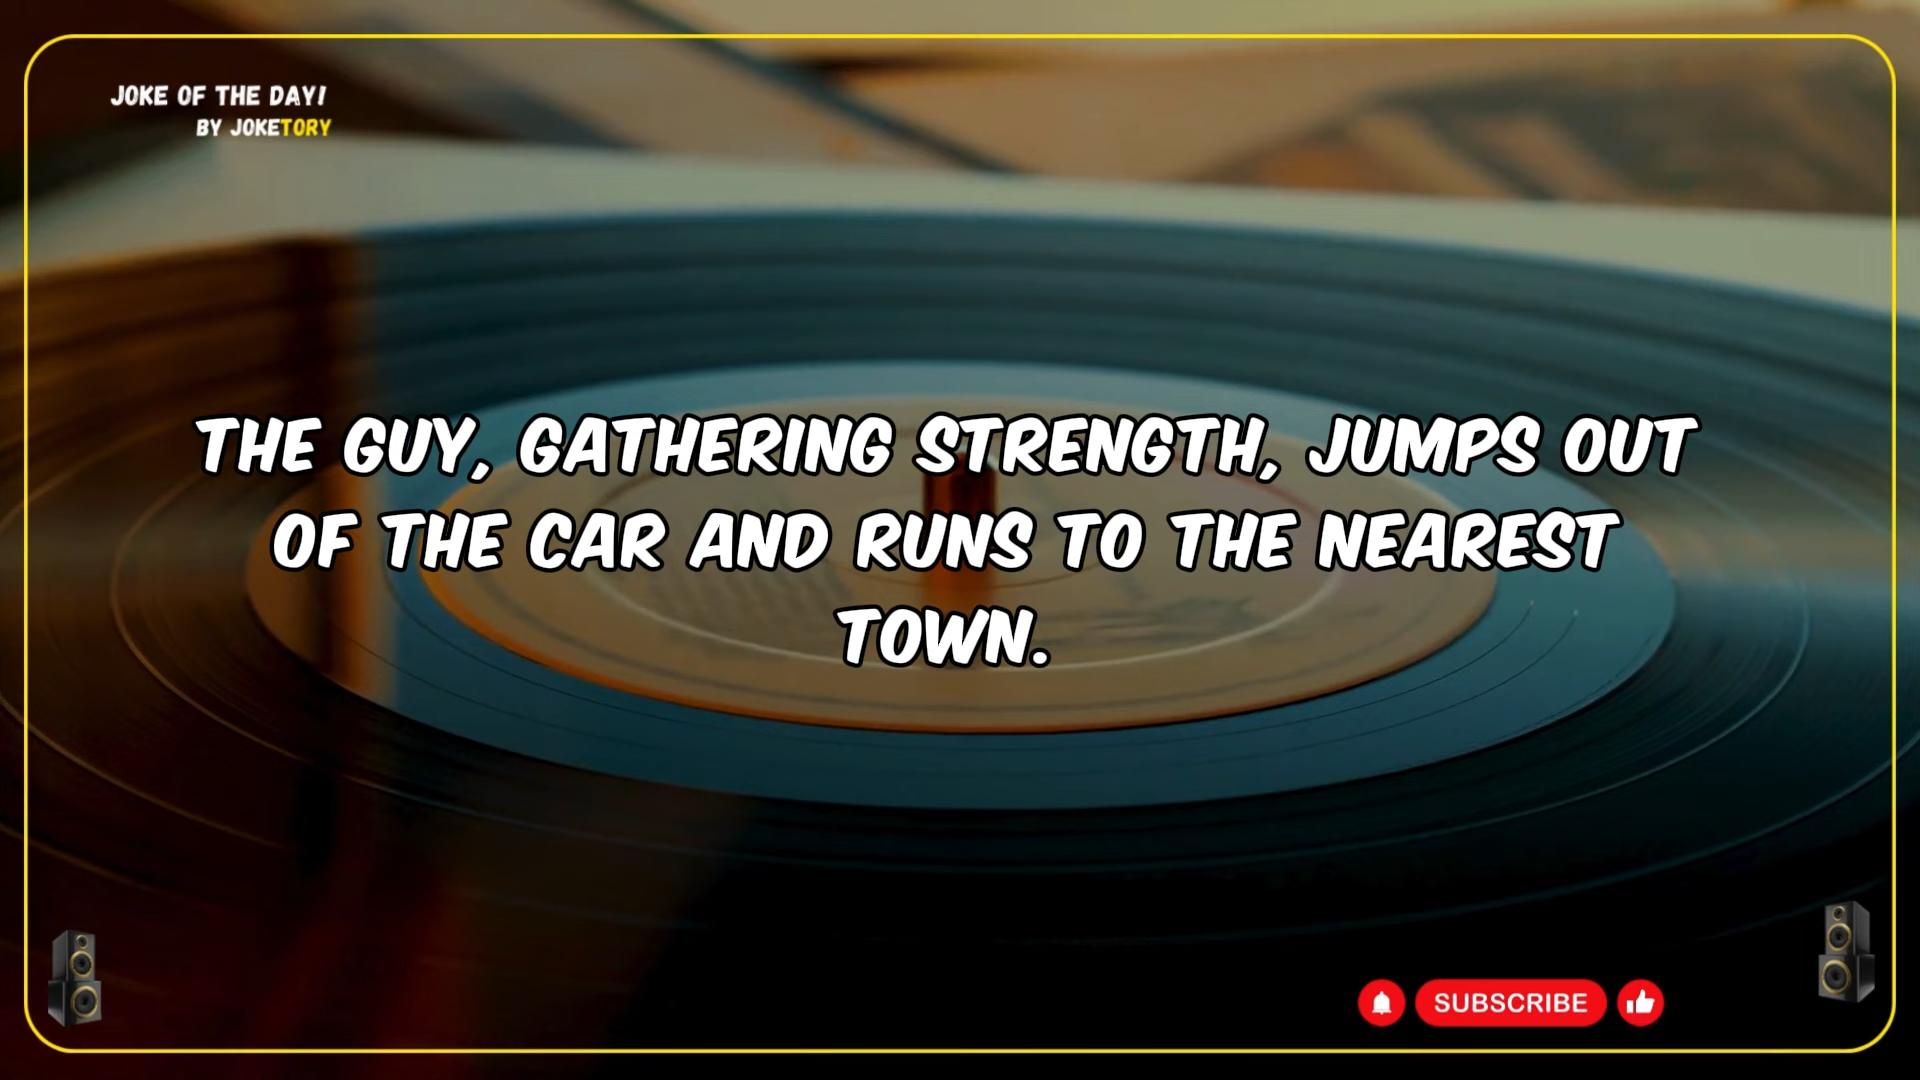 JOKE OF THE DAY!
BY JOKETORY
THE GUY, GATHERING STRENGTH, JUMPS OUT
OF THE CAR AND RUNS TO THE NEAREST
TOWN.
SUBSCRIBE